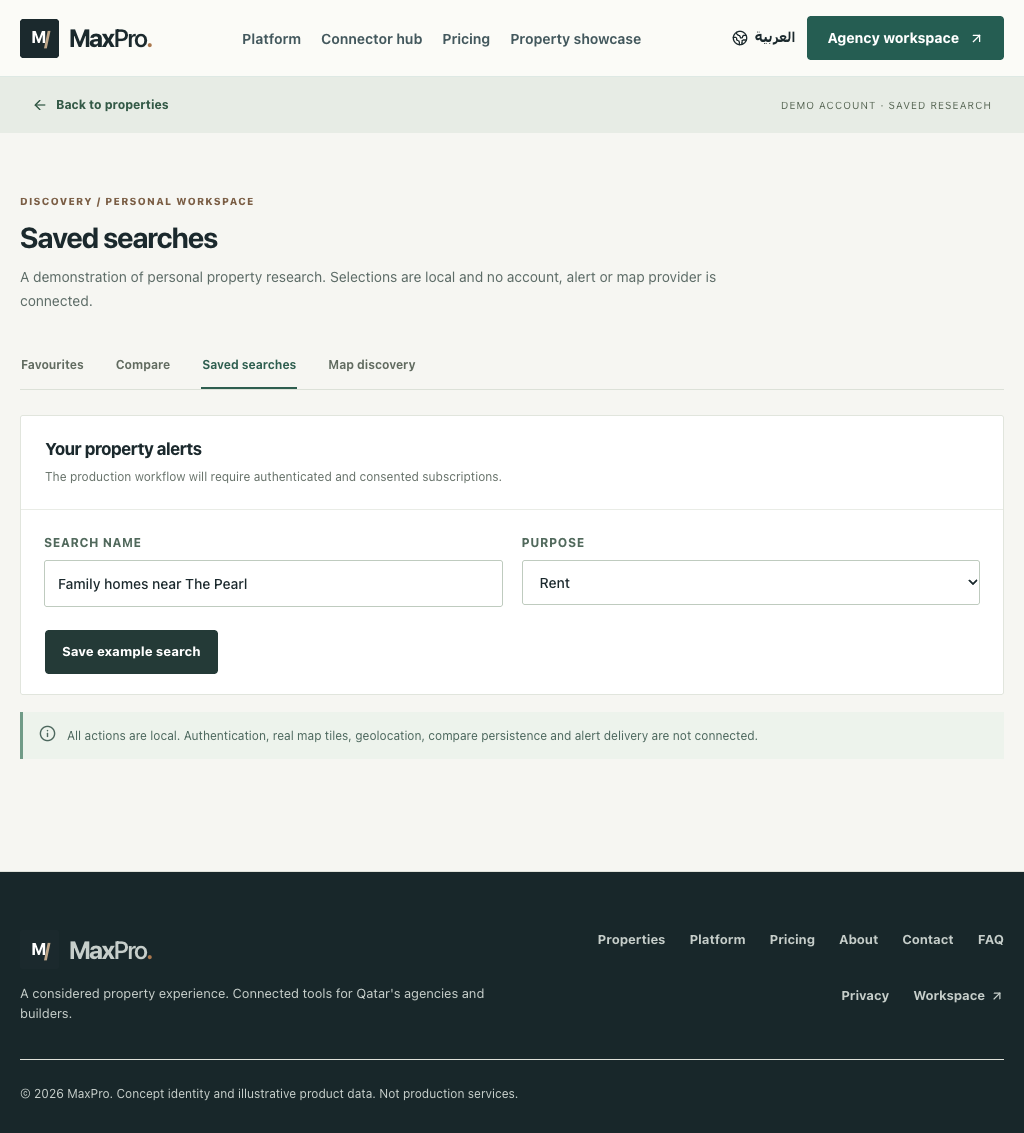 M/ MaxPro.
Platform Connector hub Pricing Property showcase
العربية
Agency workspace
Back to properties
DEMO ACCOUNT · SAVED RESEARCH
DISCOVERY / PERSONAL WORKSPACE
Saved searches
A demonstration of personal property research. Selections are local and no account, alert or map provider is
connected.
Favourites Compare Saved searches Map discovery
Your property alerts
The production workflow will require authenticated and consented subscriptions.
SEARCH NAME
Family homes near The Pearl
PURPOSE
Rent
Save example search
All actions are local. Authentication, real map tiles, geolocation, compare persistence and alert delivery are not connected.
M/ MaxPro.
A considered property experience. Connected tools for Qatar's agencies and
builders.
Properties Platform Pricing About Contact FAQ
Privacy Workspace
© 2026 MaxPro. Concept identity and illustrative product data. Not production services.